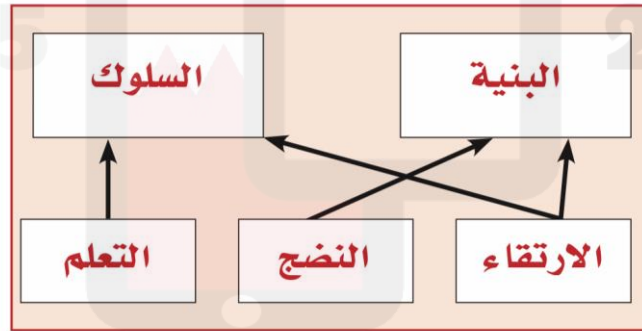 البنية
السلوك
الارتقاء
النضج
التعلم